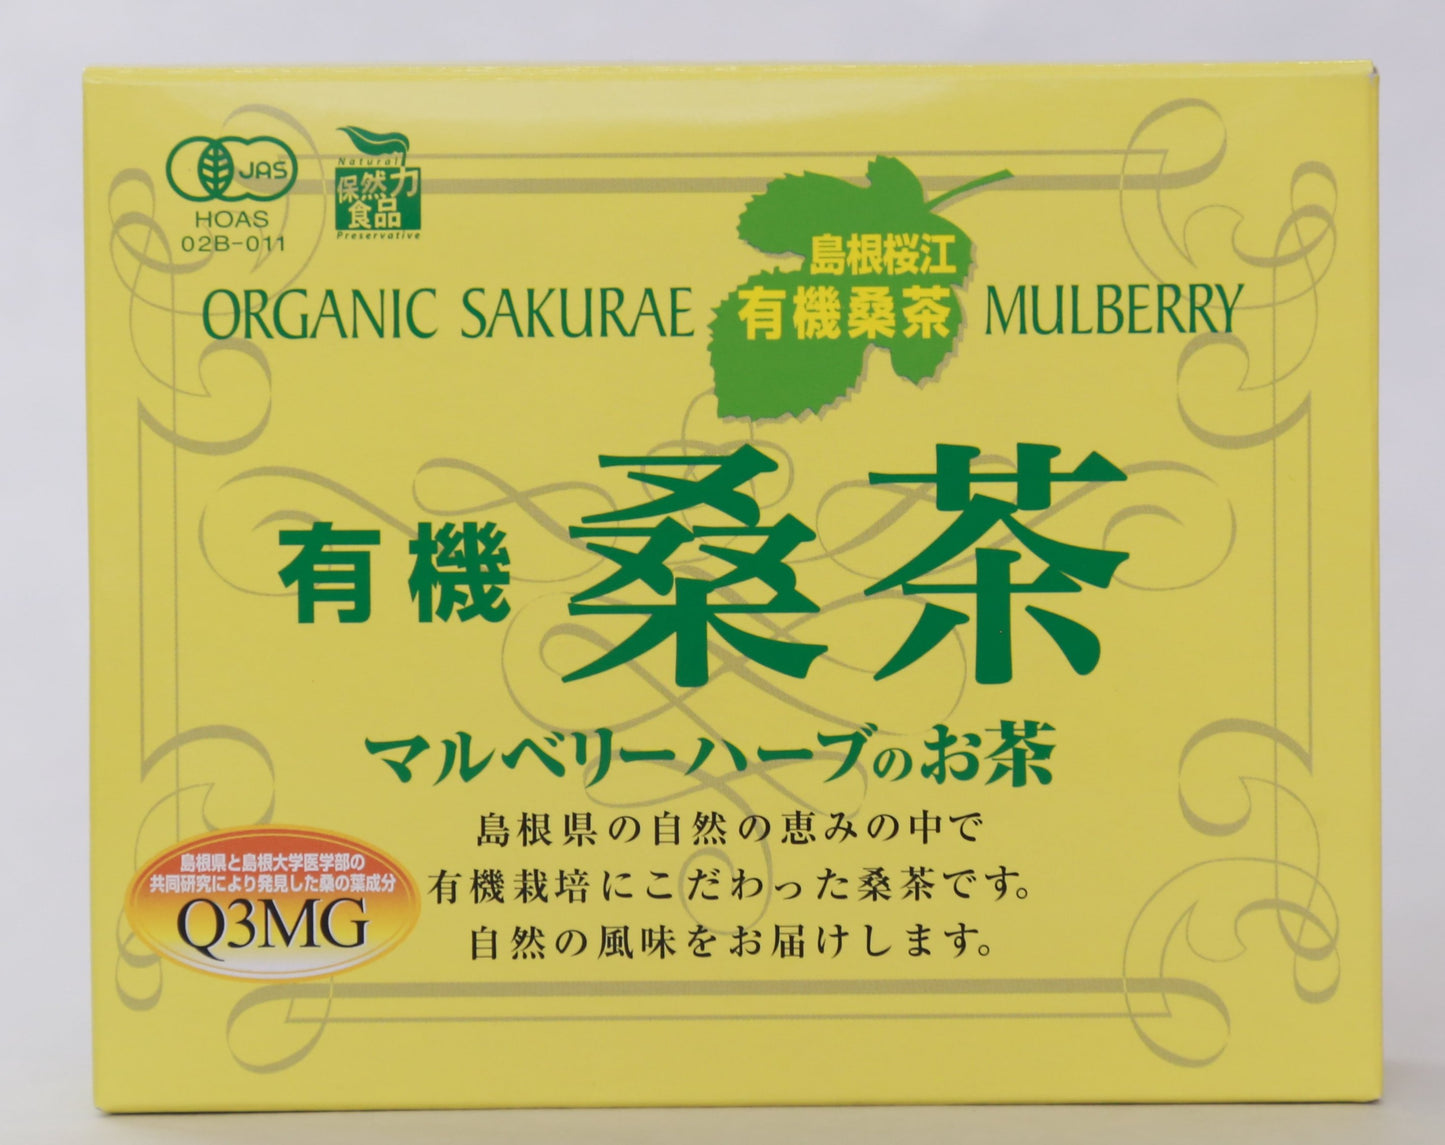 JAS
HOAS
02B-011
Natural
保然力
食品
Preservative
島根桜江
ORGANIC SAKURAE 有機桑茶 MULBERRY
有機 桑茶
マルベリーハーブのお茶
島根県の自然の恵みの中で
有機栽培にこだわった桑茶です。
自然の風味をお届けします。
島根県と島根大学医学部の
共同研究により発見した桑の葉成分
Q3MG